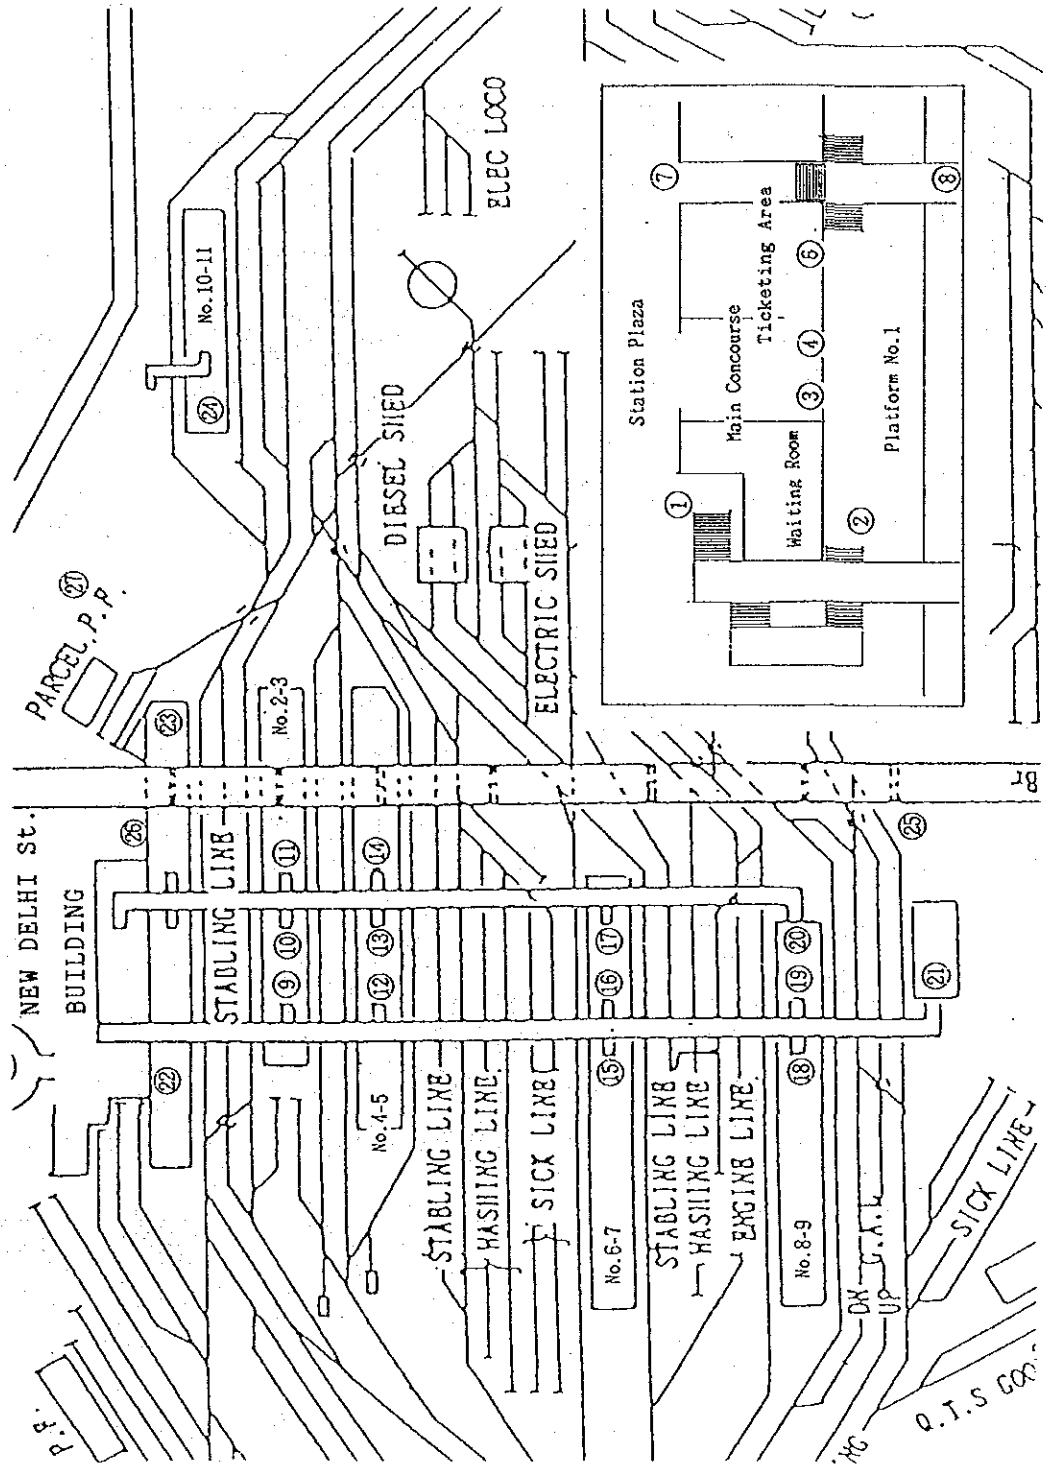 NEW DELHI St.
BUILDING
PARCEL. P.P.
㉗
㉖
㉒
㉓
STABLING LINE
No.2-3
⑨
⑩
⑪
No.4-5
⑫
⑬
⑭
STABLING LINE
WASHING LINE
SICK LINE
No.6-7
⑮
⑯
⑰
STABLING LINE
WASHING LINE
ENGINE LINE
No.8-9
⑱
⑲
⑳
DN
UP
㉑
㉕
SICK LINE
Br
P.P.
㉔
No.10-11
DIESEL SHED
ELECTRIC SHED
ELEC LOCO
Station Plaza
①
⑦
Main Concourse
Ticketing Area
Waiting Room
③
④
⑥
②
Platform No.1
⑧